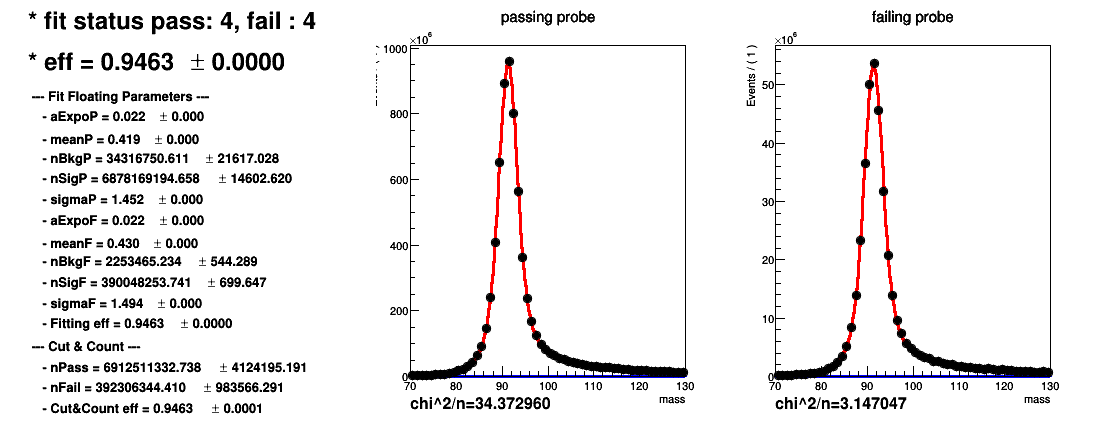 * fit status pass: 4, fail : 4
* eff = 0.9463 ± 0.0000
--- Fit Floating Parameters ---
- aExpoP = 0.022 ± 0.000
- meanP = 0.419 ± 0.000
- nBkgP = 34316750.611 ± 21617.028
- nSigP = 6878169194.658 ± 14602.620
- sigmaP = 1.452 ± 0.000
- aExpoF = 0.022 ± 0.000
- meanF = 0.430 ± 0.000
- nBkgF = 2253465.234 ± 544.289
- nSigF = 390048253.741 ± 699.647
- sigmaF = 1.494 ± 0.000
- Fitting eff = 0.9463 ± 0.0000
--- Cut & Count ---
- nPass = 6912511332.738 ± 4124195.191
- nFail = 392306344.410 ± 983566.291
- Cut&Count eff = 0.9463 ± 0.0001
passing probe
×10^6
1000
800
600
400
200
0
70 80 90 100 110 120 130
mass
chi^2/n=34.372960
failing probe
×10^6
Events / ( 1 )
50
40
30
20
10
0
70 80 90 100 110 120 130
mass
chi^2/n=3.147047